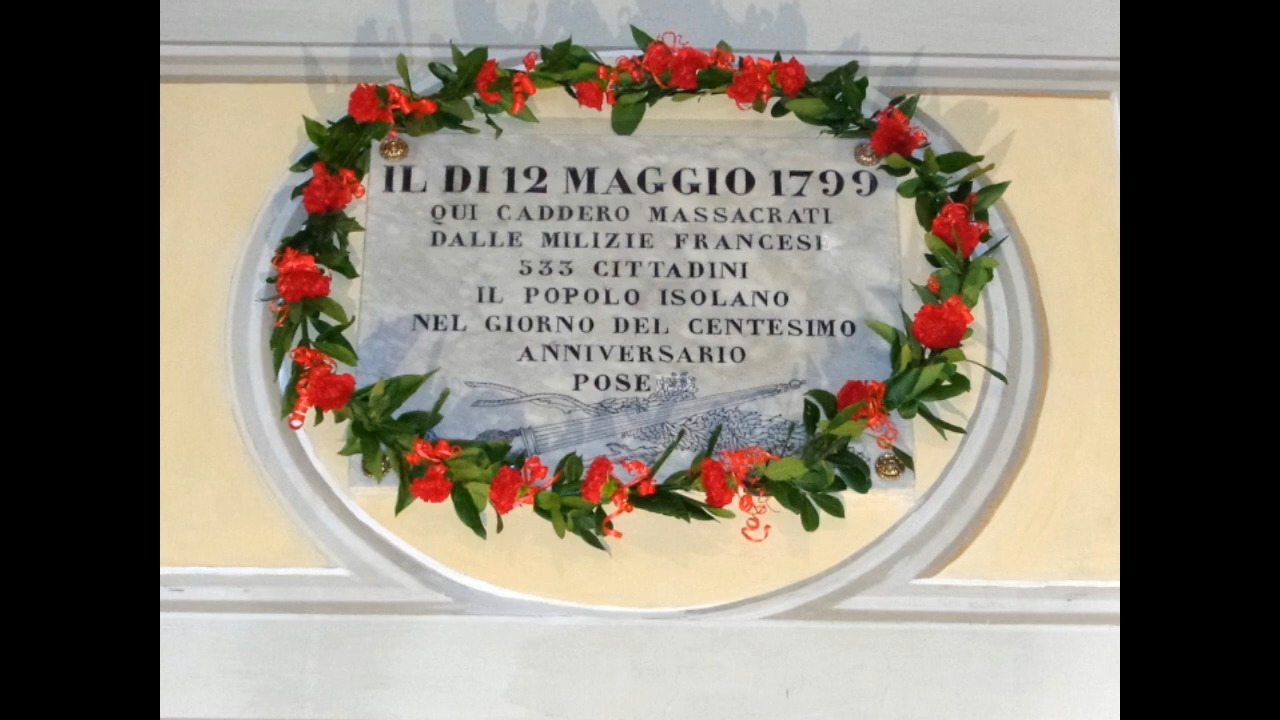 IL DI 12 MAGGIO 1799
QUI CADDERO MASSACRATI
DALLE MILIZIE FRANCESI
533 CITTADINI
IL POPOLO ISOLANO
NEL GIORNO DEL CENTESIMO
ANNIVERSARIO
POSE